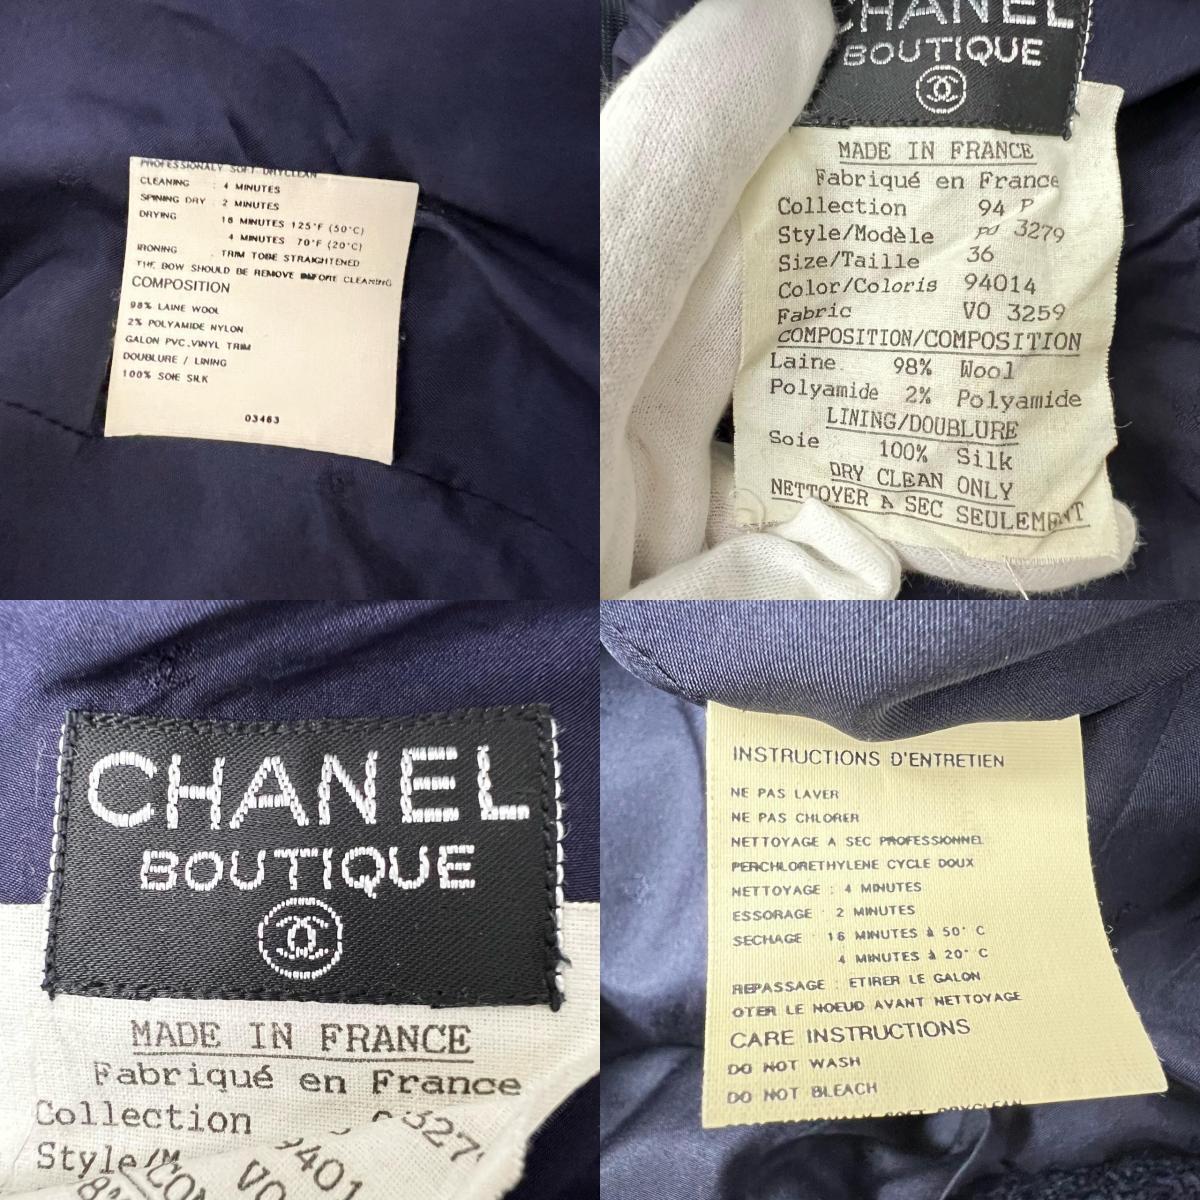 PROFESSIONALY SOFT DRYCLEAN
CLEANING : 4 MINUTES
SPINING DRY : 2 MINUTES
DRYING 16 MINUTES 125°F (50°C)
4 MINUTES 70°F (20°C)
IRONING . TRIM TOBE STRAIGHTENED
THE BOW SHOULD BE REMOVE BEFORE CLEANING
COMPOSITION
98% LAINE WOOL
2% POLYAMIDE NYLON
GALON PVC.VINYL TRIM
DOUBLURE / LINING
100% SOIE SILK
03463
CHANEL
BOUTIQUE
MADE IN FRANCE
Fabriqué en France
Collection 94 P
Style/Modèle 3279
Size/Taille 36
Color/Coloris 94014
Fabric VO 3259
COMPOSITION/COMPOSITION
Laine 98% Wool
Polyamide 2% Polyamide
LINING/DOUBLURE
Soie 100% Silk
DRY CLEAN ONLY
NETTOYER A SEC SEULEMENT
CHANEL
BOUTIQUE
MADE IN FRANCE
Fabriqué en France
Collection
Style/M
9401
VO
INSTRUCTIONS D'ENTRETIEN
NE PAS LAVER
NE PAS CHLORER
NETTOYAGE A SEC PROFESSIONNEL
PERCHLORETHYLENE CYCLE DOUX
NETTOYAGE : 4 MINUTES
ESSORAGE : 2 MINUTES
SECHAGE : 16 MINUTES à 50° C
4 MINUTES à 20° C
REPASSAGE : ETIRER LE GALON
OTER LE NOEUD AVANT NETTOYAGE
CARE INSTRUCTIONS
DO NOT WASH
DO NOT BLEACH